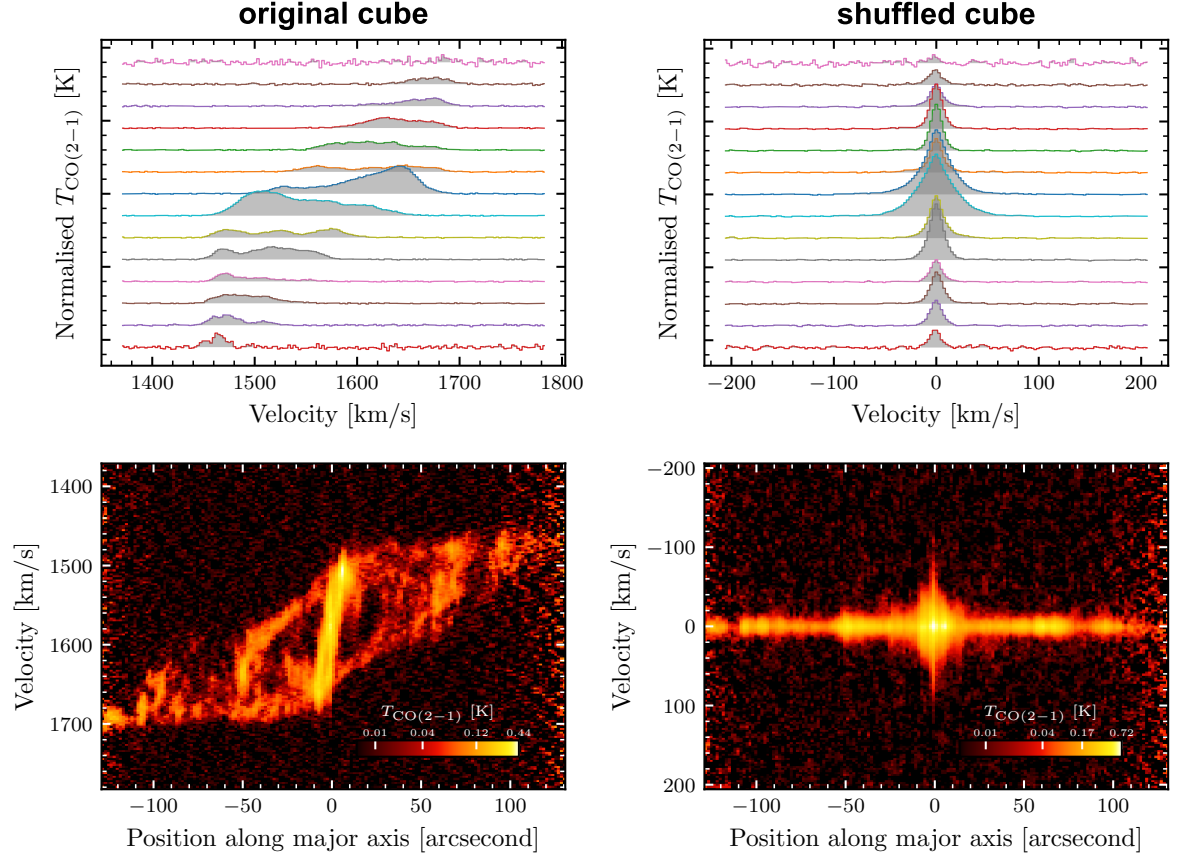 original cube
shuffled cube
Normalised T_CO(2−1) [K]
1400 1500 1600 1700 1800
Velocity [km/s]
Normalised T_CO(2−1) [K]
−200 −100 0 100 200
Velocity [km/s]
Velocity [km/s]
1400
1500
1600
1700
T_CO(2−1) [K]
0.01 0.04 0.12 0.44
−100 −50 0 50 100
Position along major axis [arcsecond]
Velocity [km/s]
−200
−100
0
100
200
T_CO(2−1) [K]
0.01 0.04 0.17 0.72
−100 −50 0 50 100
Position along major axis [arcsecond]